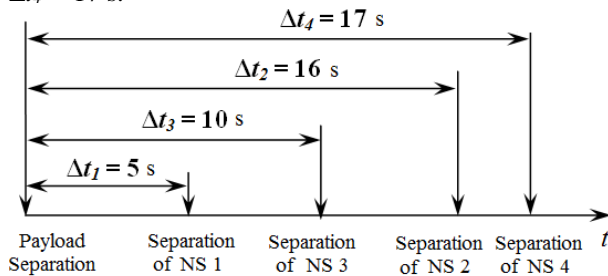 Δt₄ = 17 s
Δt₂ = 16 s
Δt₃ = 10 s
Δt₁ = 5 s
t
Payload Separation
Separation of NS 1
Separation of NS 3
Separation of NS 2
Separation of NS 4